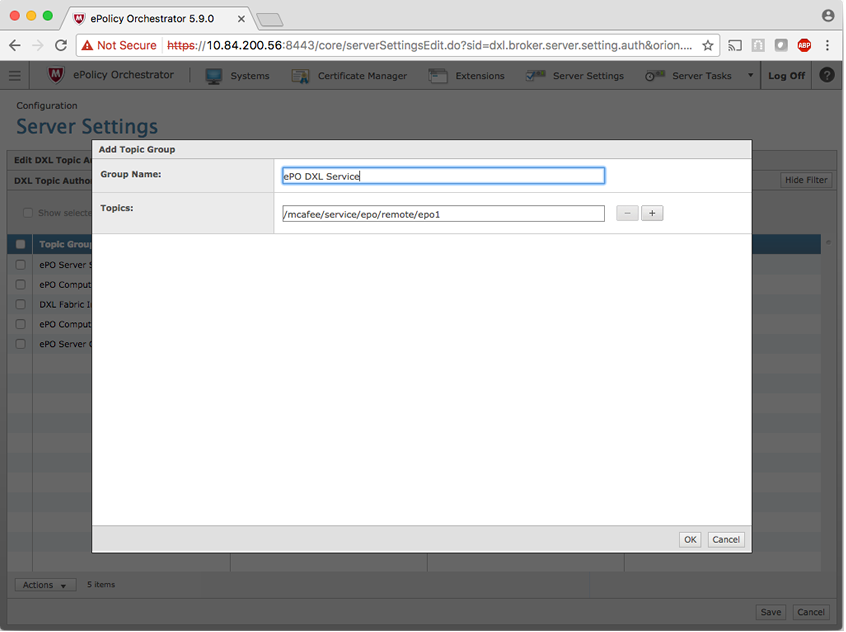 ePolicy Orchestrator 5.9.0
Not Secure https://10.84.200.56:8443/core/serverSettingsEdit.do?sid=dxl.broker.server.setting.auth&orion.... ABP
ePolicy Orchestrator Systems Certificate Manager Extensions Server Settings Server Tasks Log Off ?
Configuration
Server Settings
Add Topic Group
Edit DXL Topic Au
Group Name: ePO DXL Service
DXL Topic Author Hide Filter
Topics: /mcafee/service/epo/remote/epo1 − +
Show selecte
Topic Group
ePO Server S
ePO Comput
DXL Fabric I
ePO Comput
ePO Server C
OK Cancel
Actions 5 items
Save Cancel